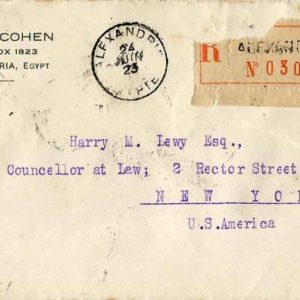 COHEN
OX 1823
RIA, EGYPT
ALEXANDRIE
24
JUIN
23
R
N° 030
Harry M. Lewy Esq.,
Councellor at Law; 2 Rector Street
NEW YO
U.S.America